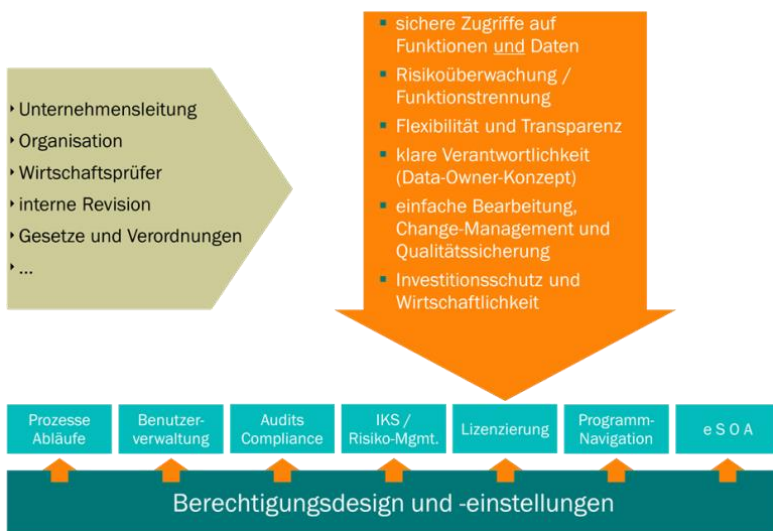 ‣ Unternehmensleitung
‣ Organisation
‣ Wirtschaftsprüfer
‣ interne Revision
‣ Gesetze und Verordnungen
‣ ...
▪ sichere Zugriffe auf
Funktionen und Daten
▪ Risikoüberwachung /
Funktionstrennung
▪ Flexibilität und Transparenz
▪ klare Verantwortlichkeit
(Data-Owner-Konzept)
▪ einfache Bearbeitung,
Change-Management und
Qualitätssicherung
▪ Investitionsschutz und
Wirtschaftlichkeit
Prozesse
Abläufe
Benutzer-
verwaltung
Audits
Compliance
IKS /
Risiko-Mgmt.
Lizenzierung
Programm-
Navigation
e S O A
Berechtigungsdesign und -einstellungen